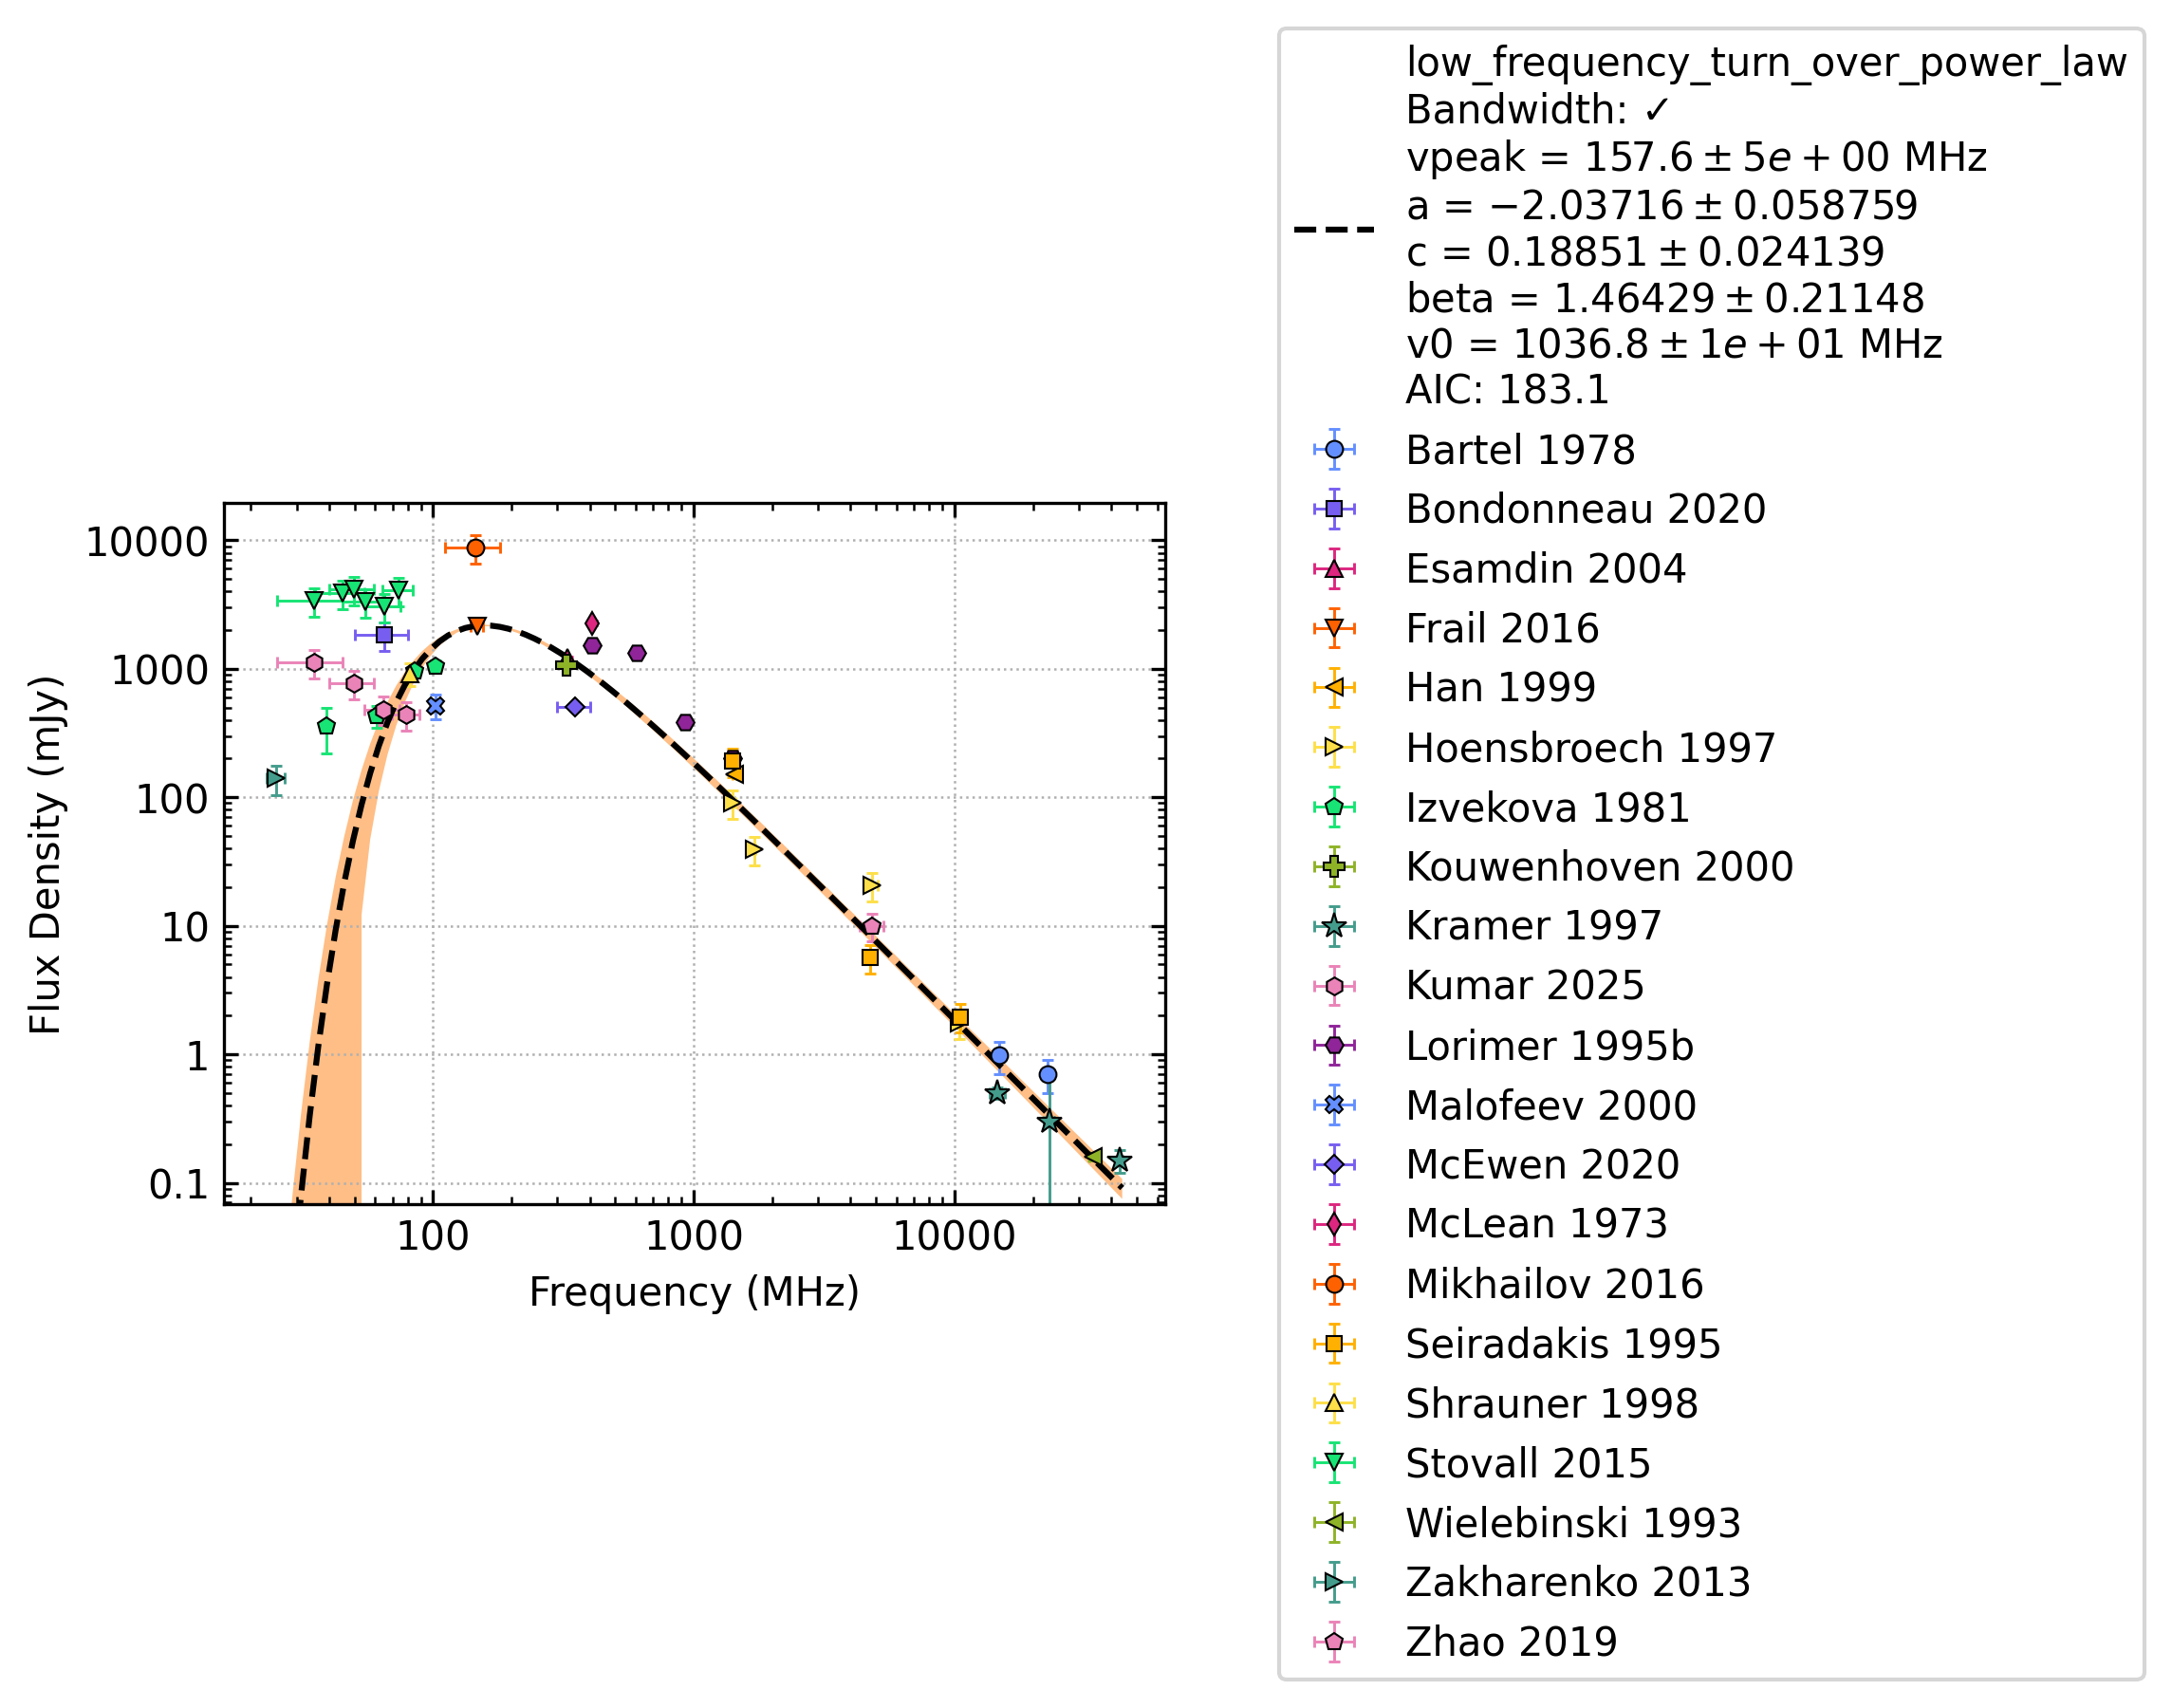 low_frequency_turn_over_power_law
Bandwidth: ✓
vpeak = 157.6 ± 5e + 00 MHz
a = −2.03716 ± 0.058759
c = 0.18851 ± 0.024139
beta = 1.46429 ± 0.21148
v0 = 1036.8 ± 1e + 01 MHz
AIC: 183.1
Bartel 1978
Bondonneau 2020
Esamdin 2004
Frail 2016
Han 1999
Hoensbroech 1997
Izvekova 1981
Kouwenhoven 2000
Kramer 1997
Kumar 2025
Lorimer 1995b
Malofeev 2000
McEwen 2020
McLean 1973
Mikhailov 2016
Seiradakis 1995
Shrauner 1998
Stovall 2015
Wielebinski 1993
Zakharenko 2013
Zhao 2019
Flux Density (mJy)
10000
1000
100
10
1
0.1
100
1000
10000
Frequency (MHz)